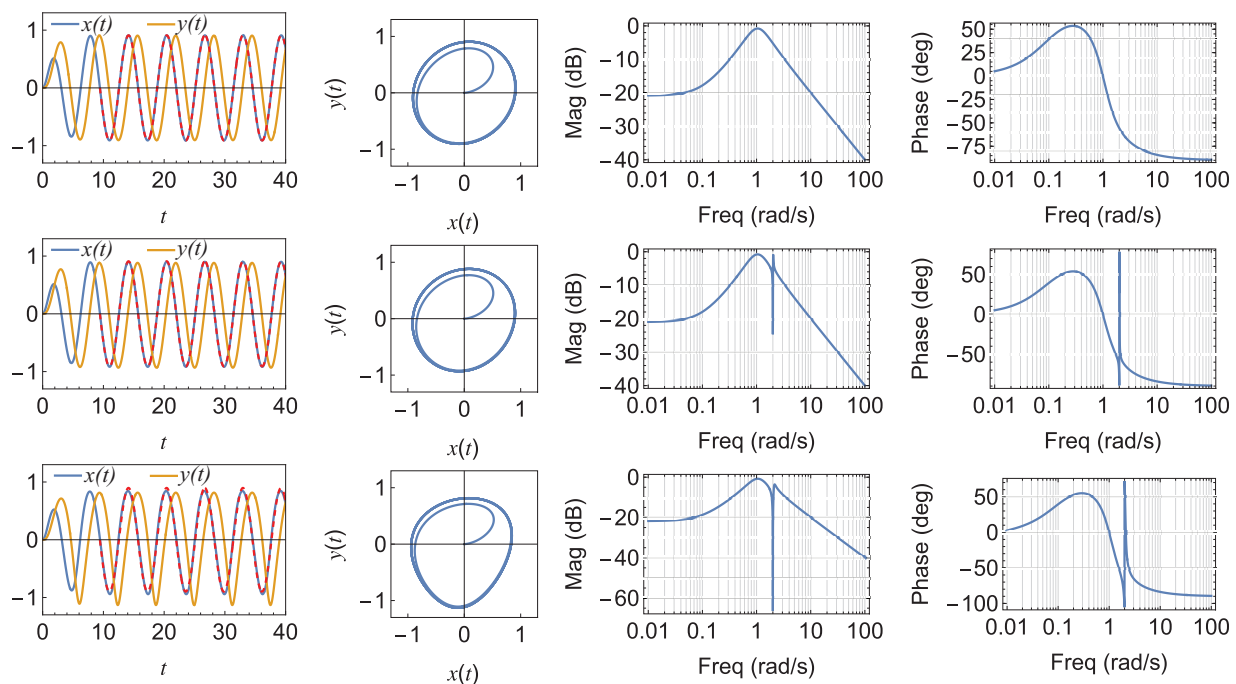 x(t) y(t)
1
0
−1
0 10 20 30 40
t
y(t)
1
0
−1
−1 0 1
x(t)
Mag (dB)
0
−10
−20
−30
−40
0.01 0.1 1 10 100
Freq (rad/s)
Phase (deg)
50
25
0
−25
−50
−75
0.01 0.1 1 10 100
Freq (rad/s)
x(t) y(t)
1
0
−1
0 10 20 30 40
t
y(t)
1
0
−1
−1 0 1
x(t)
Mag (dB)
0
−10
−20
−30
−40
0.01 0.1 1 10 100
Freq (rad/s)
Phase (deg)
50
0
−50
0.01 0.1 1 10 100
Freq (rad/s)
x(t) y(t)
1
0
−1
0 10 20 30 40
t
y(t)
1
0
−1
−1 0 1
x(t)
Mag (dB)
0
−20
−40
−60
0.01 0.1 1 10 100
Freq (rad/s)
Phase (deg)
50
0
−50
−100
0.01 0.1 1 10 100
Freq (rad/s)